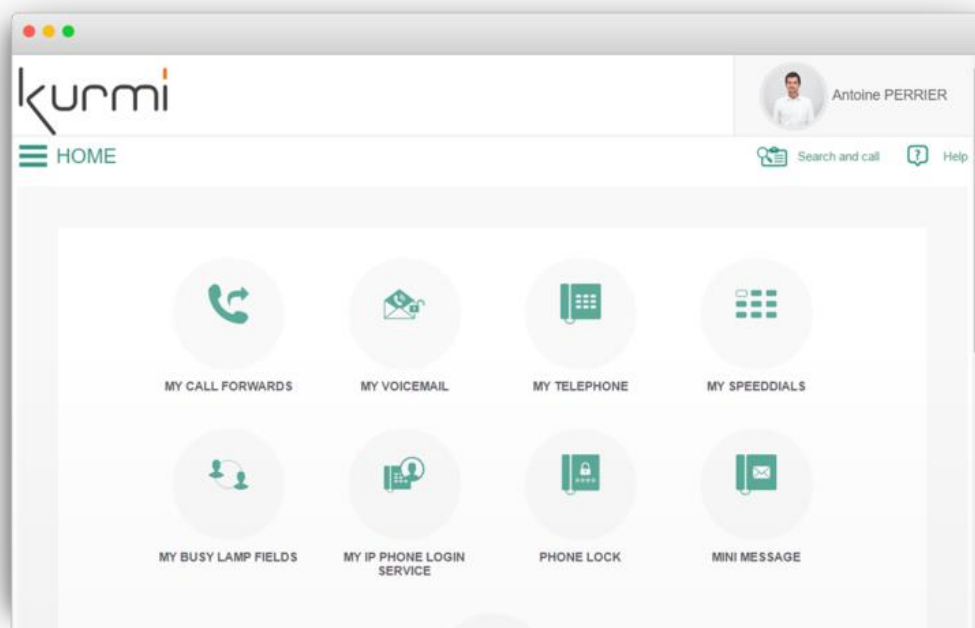 kurmi
Antoine PERRIER
HOME
Search and call
Help
MY CALL FORWARDS
MY VOICEMAIL
MY TELEPHONE
MY SPEEDDIALS
MY BUSY LAMP FIELDS
MY IP PHONE LOGIN
SERVICE
PHONE LOCK
MINI MESSAGE